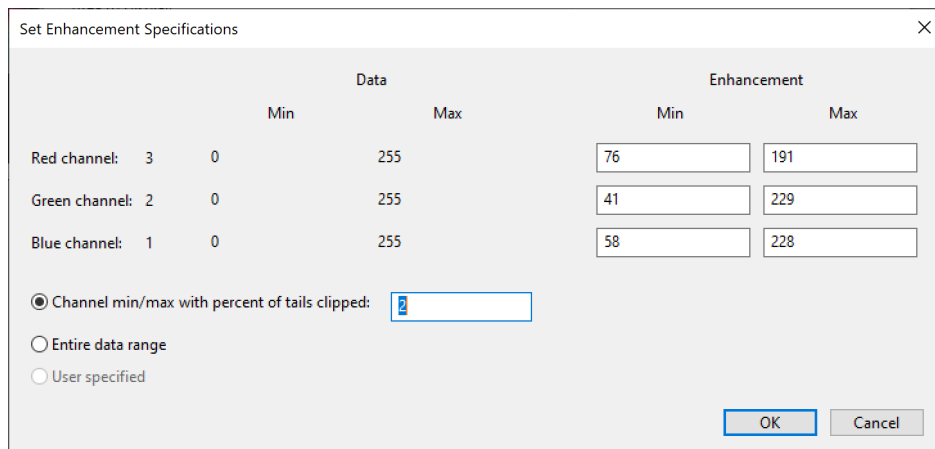 Set Enhancement Specifications
Data Enhancement
Min Max Min Max
Red channel: 3 0 255 76 191
Green channel: 2 0 255 41 229
Blue channel: 1 0 255 58 228
Channel min/max with percent of tails clipped: 2
Entire data range
User specified
OK Cancel